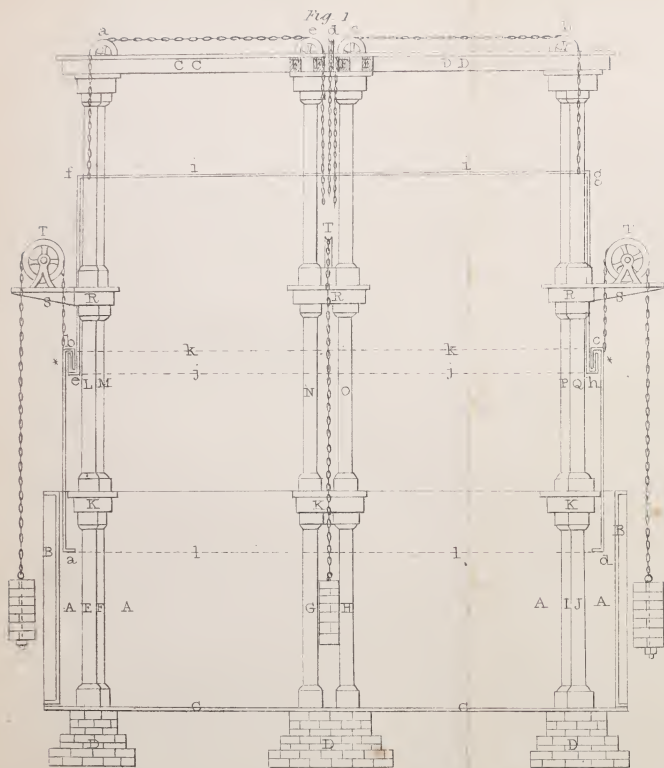 Fig. 1
a e d c b
C C F F F E D D
f i i g
T T T
S R R R S
b k k c
* j j *
e L M N O P Q h
K K K
B B
a l l d
A E F A G H A I J A
C C
D D D